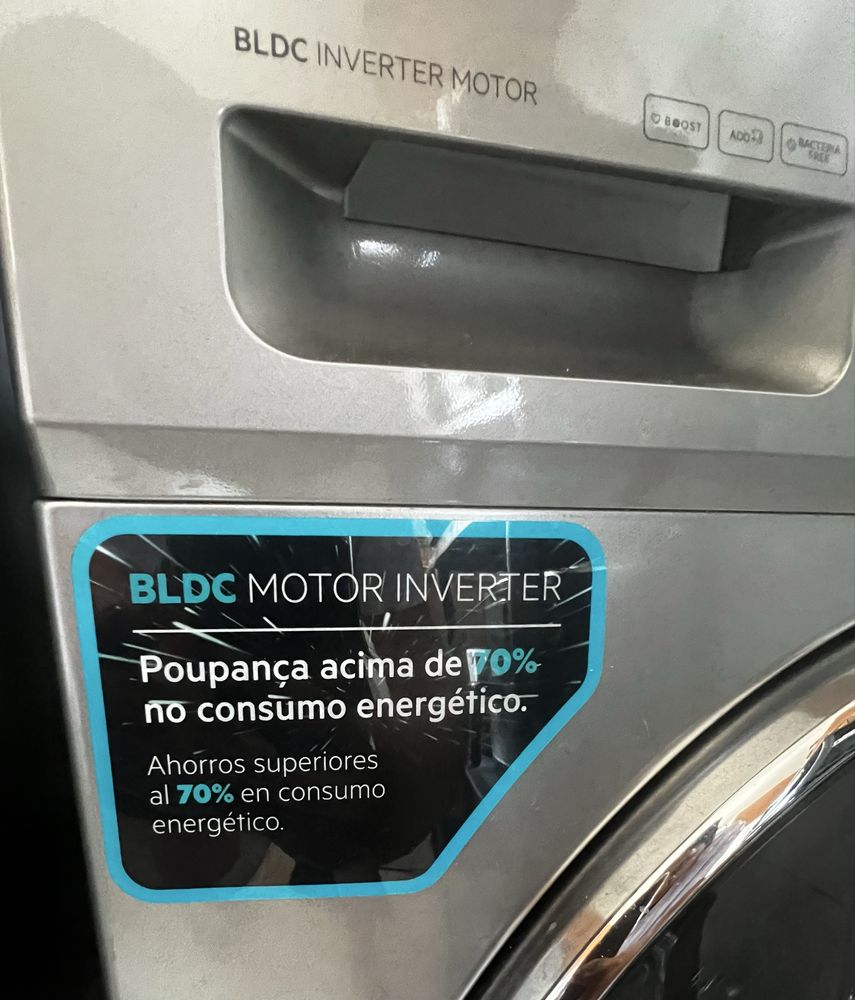 BLDC INVERTER MOTOR
BOOST
ADD+
BACTERIA
FREE
BLDC MOTOR INVERTER
Poupança acima de 70%
no consumo energético.
Ahorros superiores
al 70% en consumo
energético.